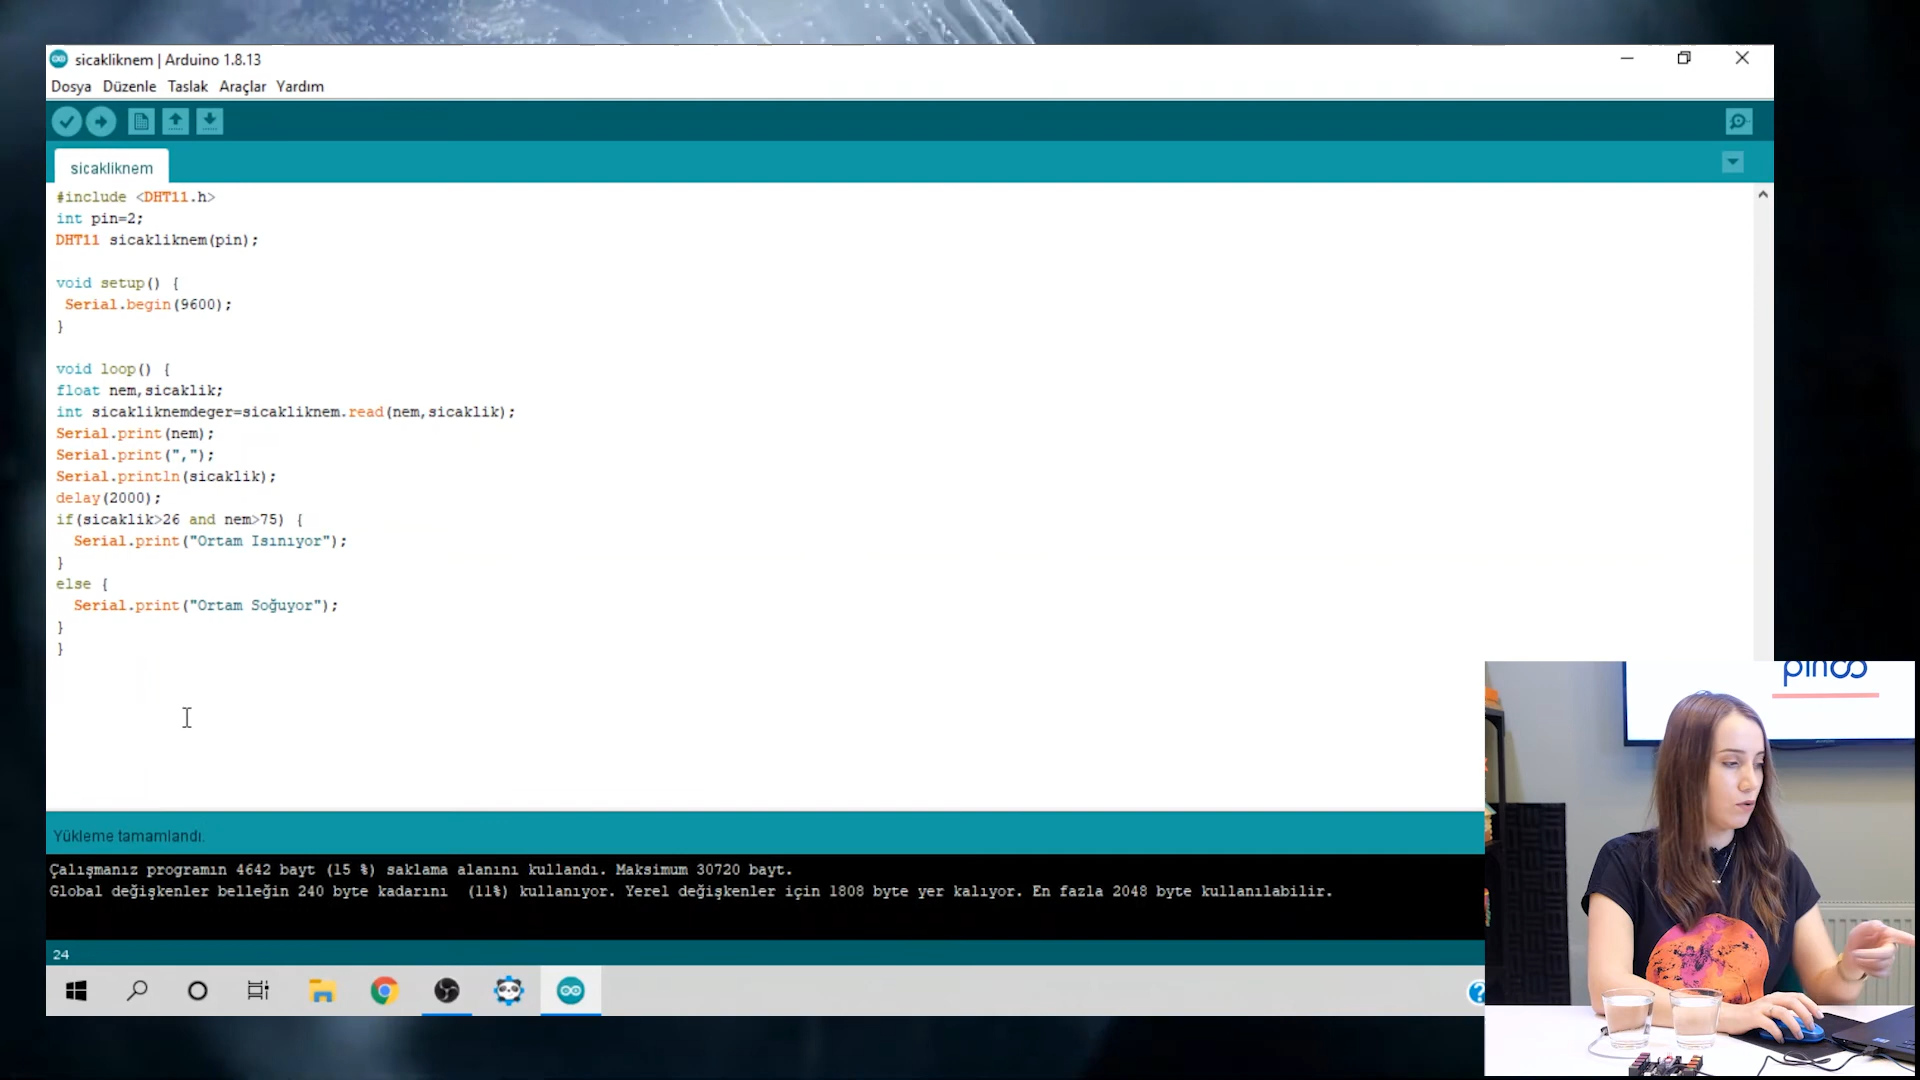 sicakliknem | Arduino 1.8.13
Dosya Düzenle Taslak Araçlar Yardım
sicakliknem
#include <DHT11.h>
int pin=2;
DHT11 sicakliknem(pin);
void setup() {
Serial.begin(9600);
}
void loop() {
float nem,sicaklik;
int sicakliknemdeger=sicakliknem.read(nem,sicaklik);
Serial.print(nem);
Serial.print(",");
Serial.println(sicaklik);
delay(2000);
if(sicaklik>26 and nem>75) {
Serial.print("Ortam Isınıyor");
}
else {
Serial.print("Ortam Soğuyor");
}
}
pinoo
Yükleme tamamlandı.
Çalışmanız programın 4642 bayt (15 %) saklama alanını kullandı. Maksimum 30720 bayt.
Global değişkenler belleğin 240 byte kadarını (11%) kullanıyor. Yerel değişkenler için 1808 byte yer kalıyor. En fazla 2048 byte kullanılabilir.
24